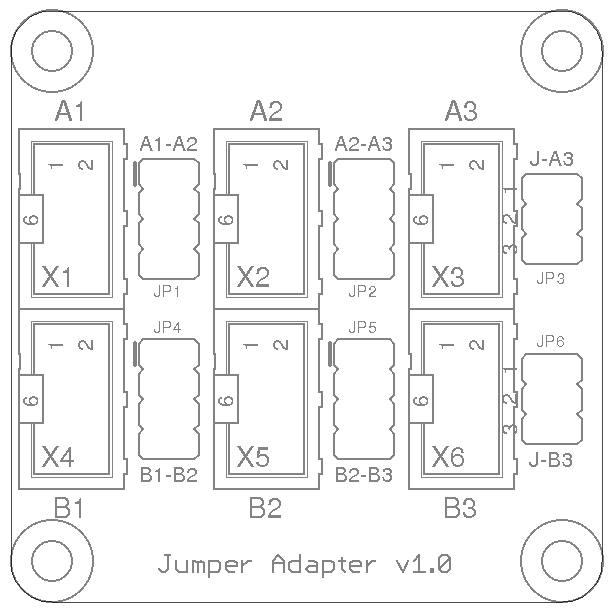 A1 A2 A3
A1-A2 A2-A3 J-A3
1 2 1 2 1 2
1
6 6 6 2
3
X1 X2 X3
JP1 JP2 JP3
JP4 JP5 JP6
1 2 1 2 1 2
1
6 6 6 2
3
X4 X5 X6
B1-B2 B2-B3 J-B3
B1 B2 B3
Jumper Adapter v1.0